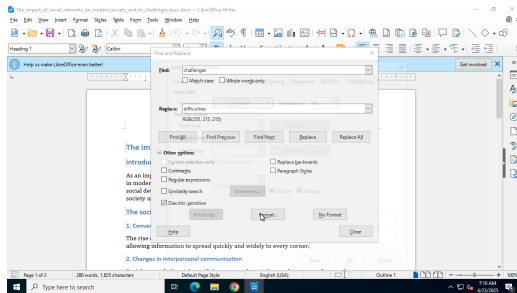 The_impact_of_social_networks_on_modern_society_and_its_challenges.docx — LibreOffice Writer
File Edit View Insert Format Styles Table Form Tools Window Help
Heading 1
Calibri
Find and Replace
Help us make LibreOffice even better!
Get involved
Find:
challenges
Match case
Whole words only
Replace:
difficulties
RGB(255, 215, 215)
Find All
Find Previous
Find Next
Replace
Replace All
Other options
Current selection only
Replace backwards
Comments
Paragraph Styles
Regular expressions
Similarity search
Similarities...
Diacritic-sensitive
Attributes...
Format...
No Format
Help
Close
The im
introdu
As an imp
in moder
social de
society a
The soci
1. Conve
The rise
allowing information to spread quickly and widely to every corner.
2. Changes in interpersonal communication
Page 1 of 2
280 words, 1,825 characters
Default Page Style
English (USA)
Outline 1
100%
Type here to search
7:10 AM
4/23/2025